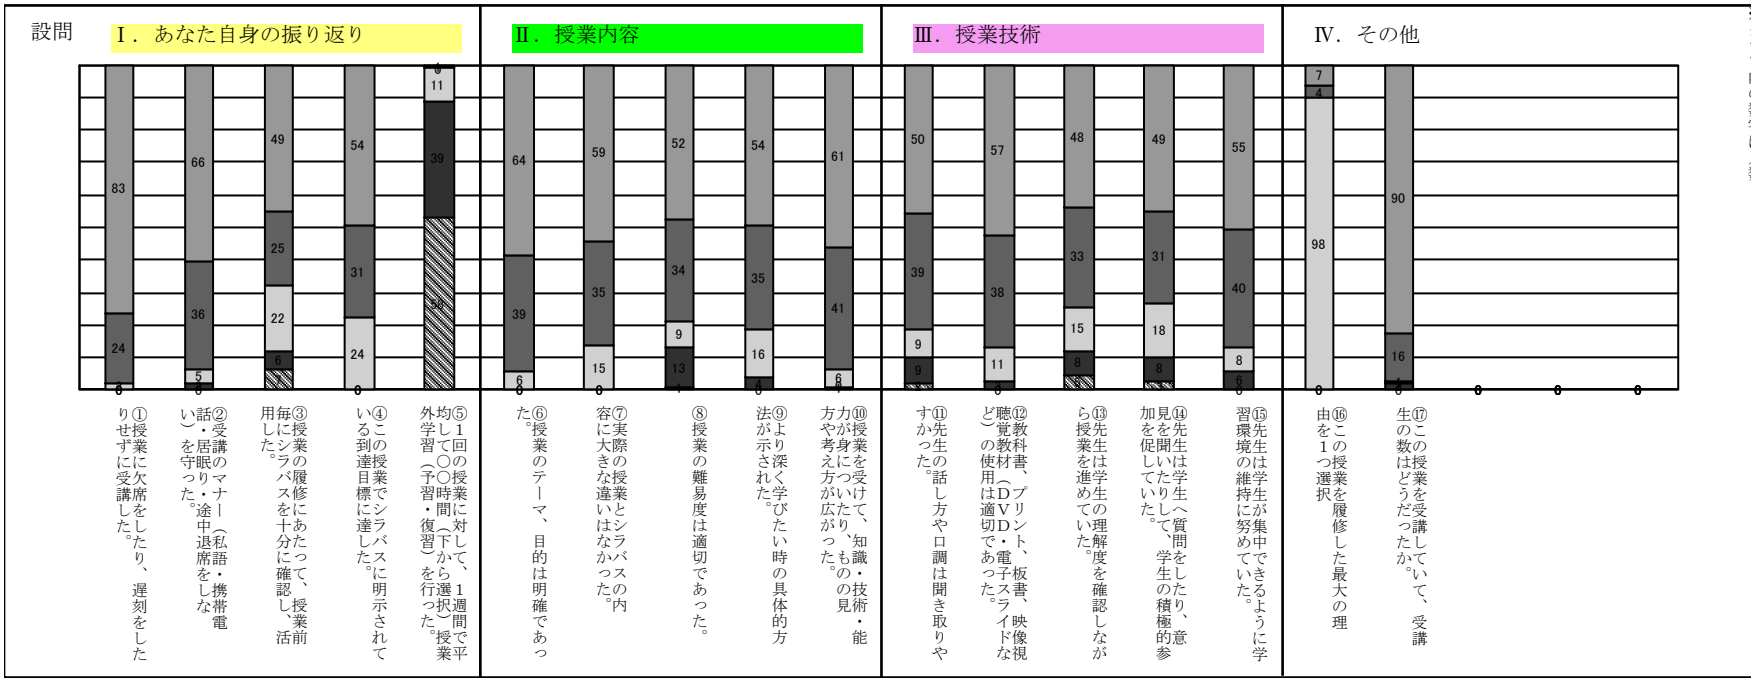 設問
Ⅰ．あなた自身の振り返り
Ⅱ．授業内容
Ⅲ．授業技術
Ⅳ．その他
83
24
66
36
5
49
25
22
6
7
54
31
24
0
11
39
64
39
6
0
59
35
15
0
52
34
9
13
1
54
35
16
4
0
61
41
6
50
39
9
9
57
38
11
48
33
15
8
5
49
31
18
8
55
40
8
6
0
7
4
98
0
90
16
0
0
0
0
①授業に欠席をしたり、遅刻をした
りせずに受講した。
②受講のマナー（私語・携帯電
話・居眠り・途中退席をしな
い）を守った。
③授業の履修にあたって、授業前
毎にシラバスを十分に確認し、活
用した。
④この授業でシラバスに明示されて
いる到達目標に達した。
⑤１回の授業に対して、１週間で平
均して〇〇時間（下から選択）授業
外学習（予習・復習）を行った。
⑥授業のテーマ、目的は明確であっ
た。
⑦実際の授業とシラバスの内
容に大きな違いはなかった。
⑧授業の難易度は適切であった。
⑨より深く学びたい時の具体的方
法が示された。
⑩授業を受けて、知識・技術・能
力が身についたり、ものの見
方や考え方が広がった。
⑪先生の話し方や口調は聞き取りや
すかった。
⑫教科書、プリント、板書、映像視
聴覚教材（ＤＶＤ・電子スライドな
ど）の使用は適切であった。
⑬先生は学生の理解度を確認しなが
ら授業を進めていた。
⑭先生は学生へ質問をしたり、意
見を聞いたりして、学生の積極的参
加を促していた。
⑮先生は学生が集中できるように学
習環境の維持に努めていた。
⑯この授業を履修した最大の理
由を１つ選択
⑰この授業を受講していて、受講
生の数はどうだったか。